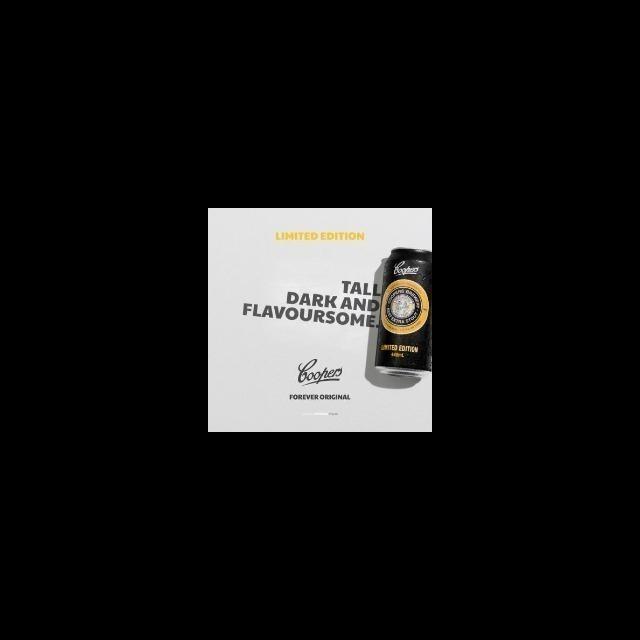 LIMITED EDITION
TALL
DARK AND
FLAVOURSOME.
Coopers
LIMITED EDITION
Coopers
FOREVER ORIGINAL